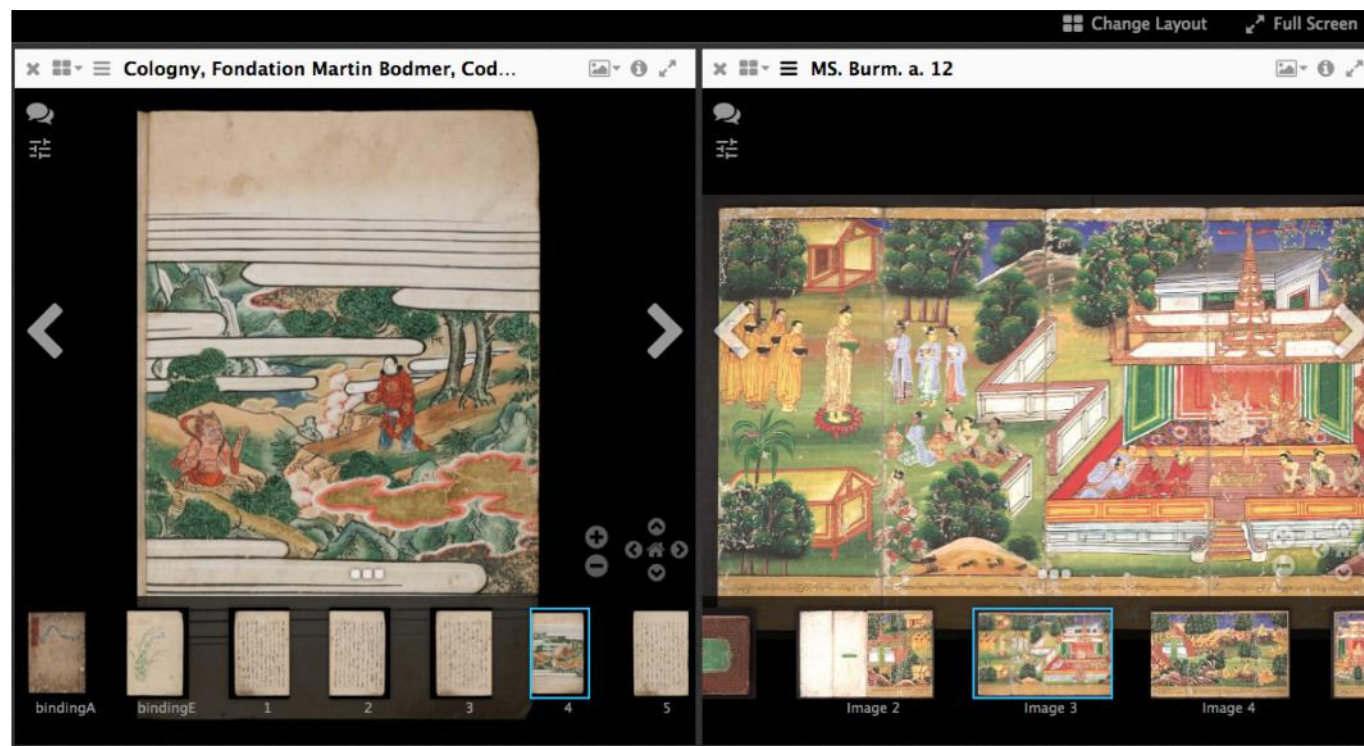 Change Layout
Full Screen
Cologny, Fondation Martin Bodmer, Cod...
MS. Burm. a. 12
bindingA
bindingE
1
2
3
4
5
Image 2
Image 3
Image 4